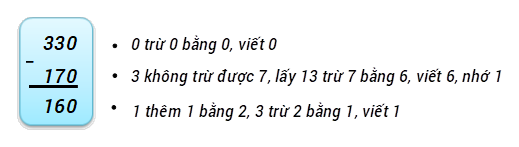 330
-
170
160
• 0 trừ 0 bằng 0, viết 0
• 3 không trừ được 7, lấy 13 trừ 7 bằng 6, viết 6, nhớ 1
• 1 thêm 1 bằng 2, 3 trừ 2 bằng 1, viết 1